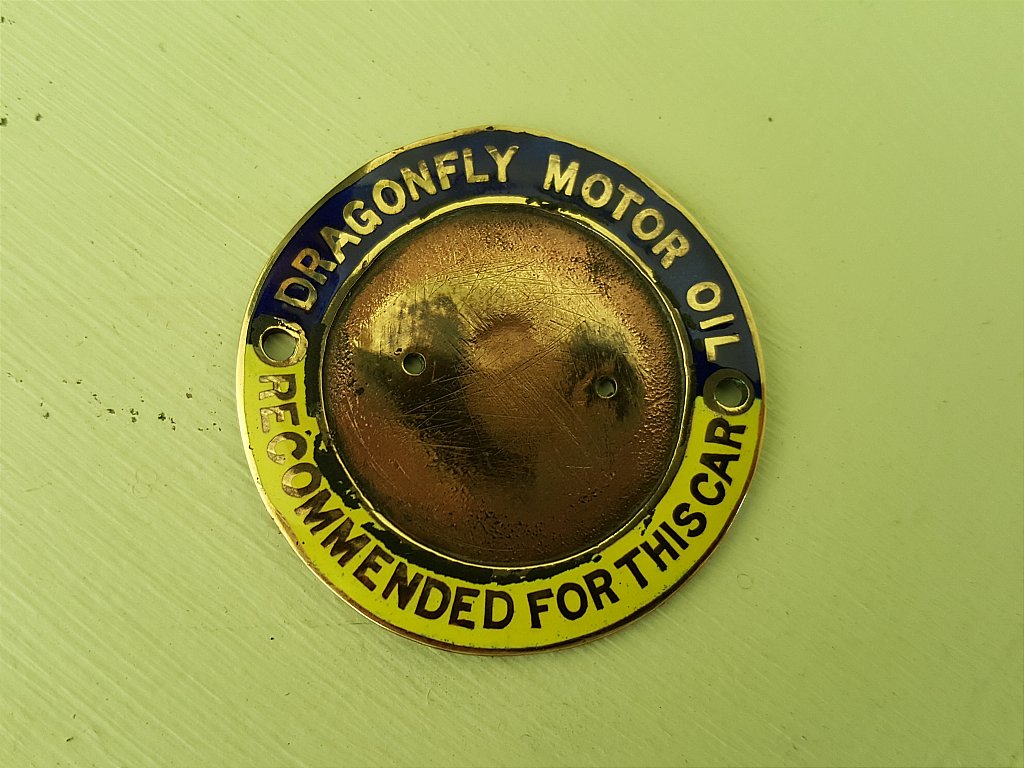 DRAGONFLY MOTOR OIL
RECOMMENDED FOR THIS CAR